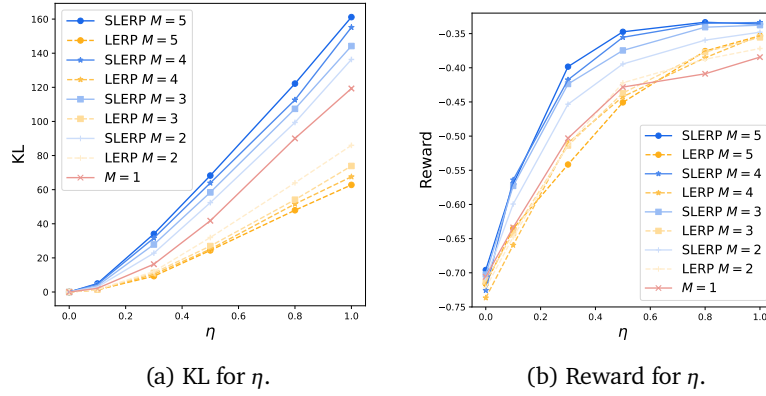 160
140
120
100
80
60
40
20
0
KL
0.0 0.2 0.4 0.6 0.8 1.0
η
SLERP M = 5
LERP M = 5
SLERP M = 4
LERP M = 4
SLERP M = 3
LERP M = 3
SLERP M = 2
LERP M = 2
M = 1
(a) KL for η.
−0.35
−0.40
−0.45
−0.50
−0.55
−0.60
−0.65
−0.70
−0.75
Reward
0.0 0.2 0.4 0.6 0.8 1.0
η
SLERP M = 5
LERP M = 5
SLERP M = 4
LERP M = 4
SLERP M = 3
LERP M = 3
SLERP M = 2
LERP M = 2
M = 1
(b) Reward for η.